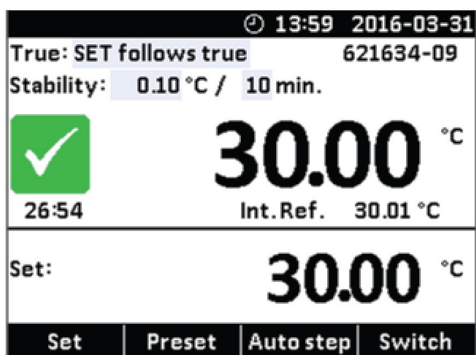 13:59 2016-03-31
True: SET follows true 621634-09
Stability: 0.10 °C / 10 min.
30.00 °C
26:54 Int.Ref. 30.01 °C
Set: 30.00 °C
Set Preset Auto step Switch